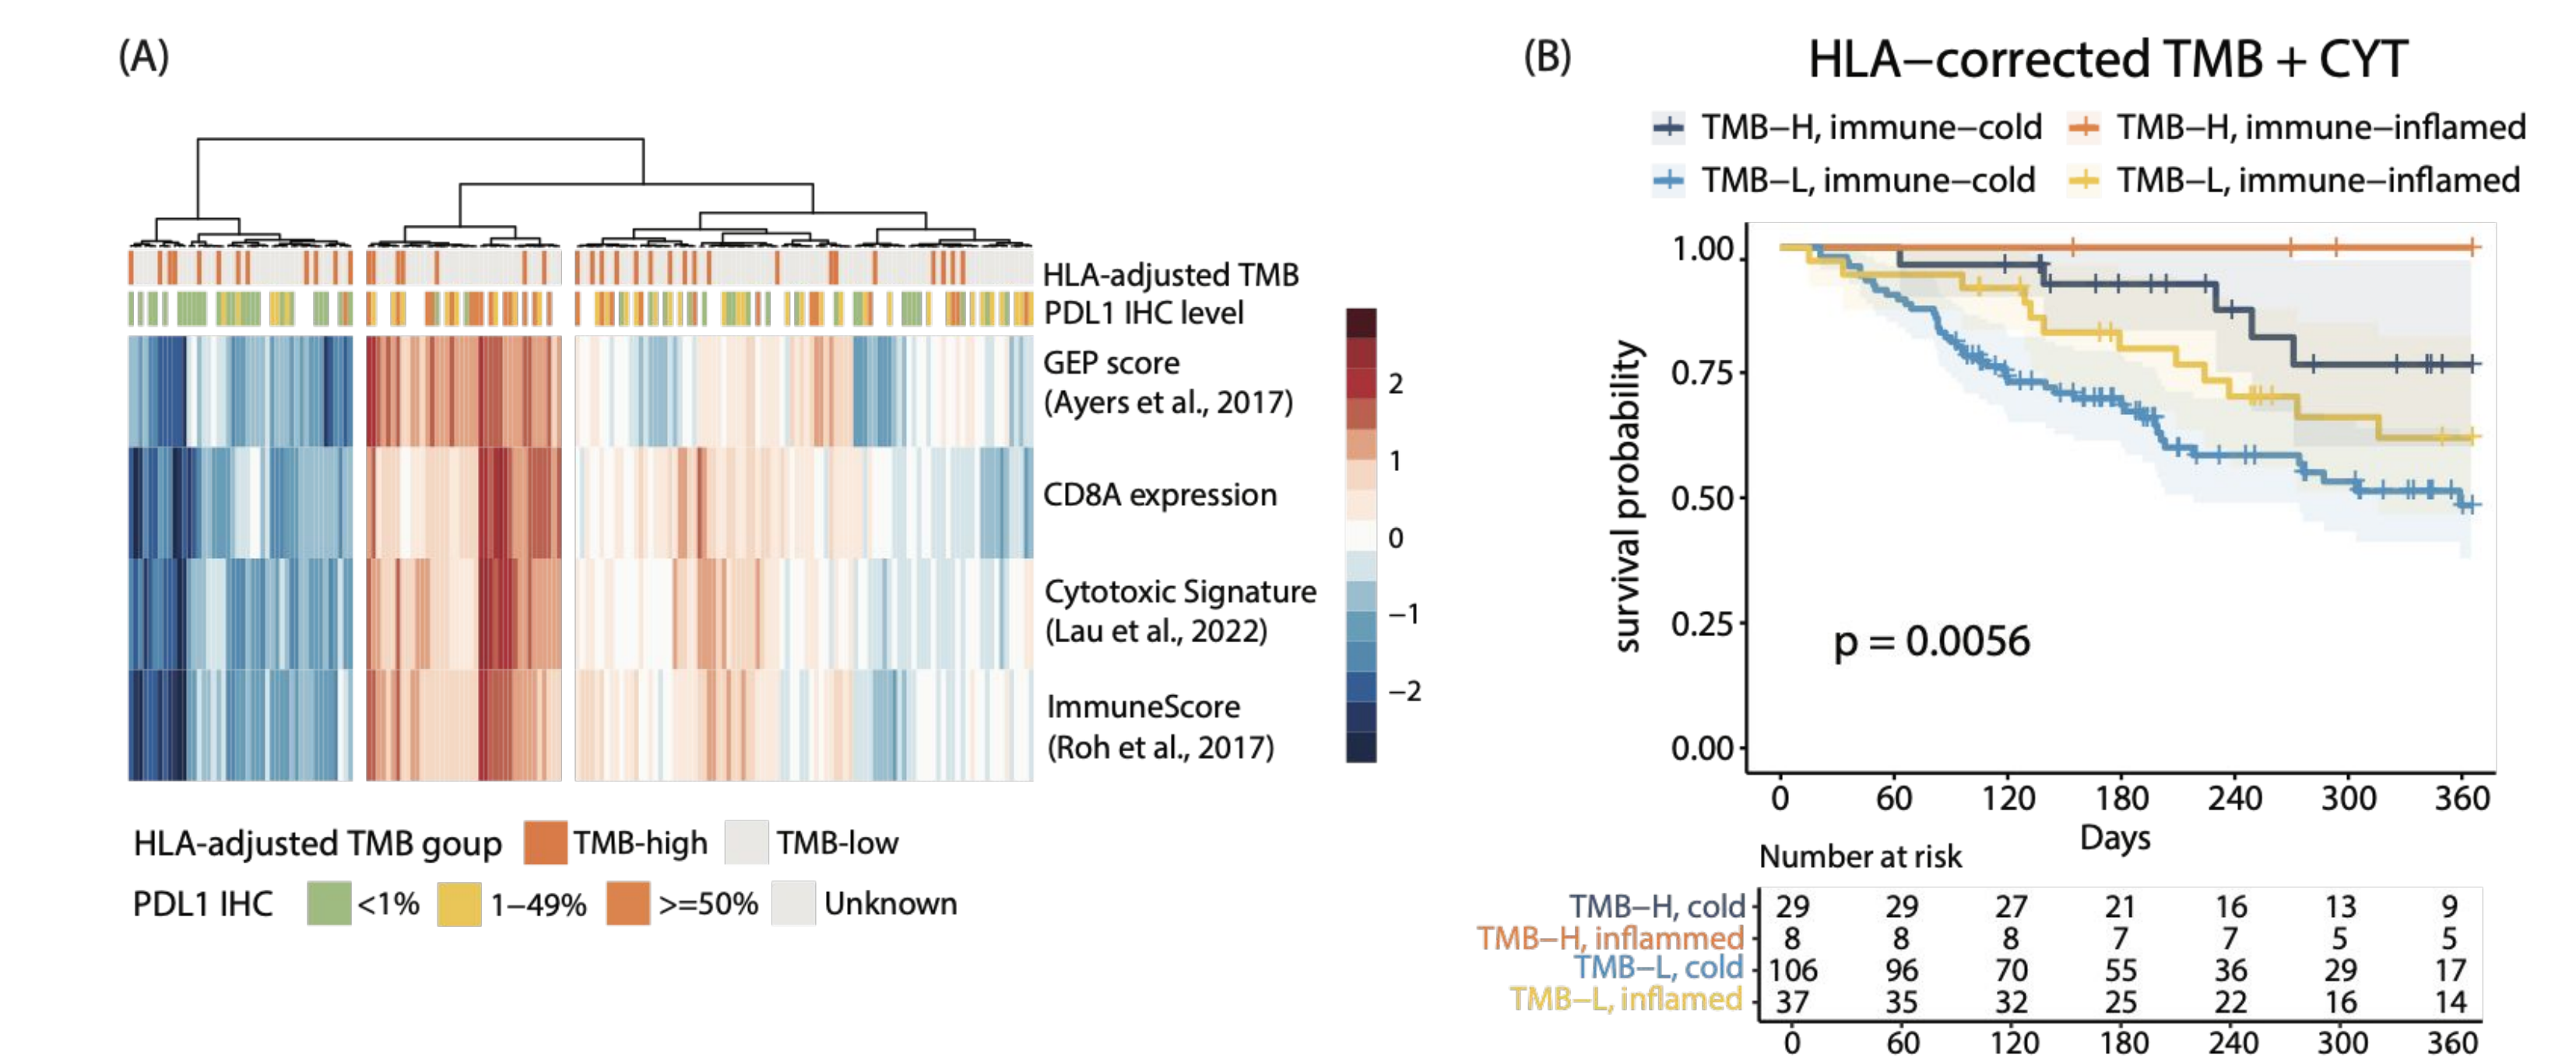 (A)
HLA-adjusted TMB
PDL1 IHC level
GEP score
(Ayers et al., 2017)
CD8A expression
Cytotoxic Signature
(Lau et al., 2022)
ImmuneScore
(Roh et al., 2017)
2
1
0
−1
−2
HLA-adjusted TMB goup TMB-high TMB-low
PDL1 IHC <1% 1−49% >=50% Unknown
(B)
HLA−corrected TMB + CYT
TMB−H, immune−cold TMB−H, immune−inflamed
TMB−L, immune−cold TMB−L, immune−inflamed
survival probability
1.00
0.75
0.50
0.25
0.00
p = 0.0056
0 60 120 180 240 300 360
Days
Number at risk
TMB−H, cold 29 29 27 21 16 13 9
TMB−H, inflammed 8 8 8 7 7 5 5
TMB−L, cold 106 96 70 55 36 29 17
TMB−L, inflamed 37 35 32 25 22 16 14
0 60 120 180 240 300 360